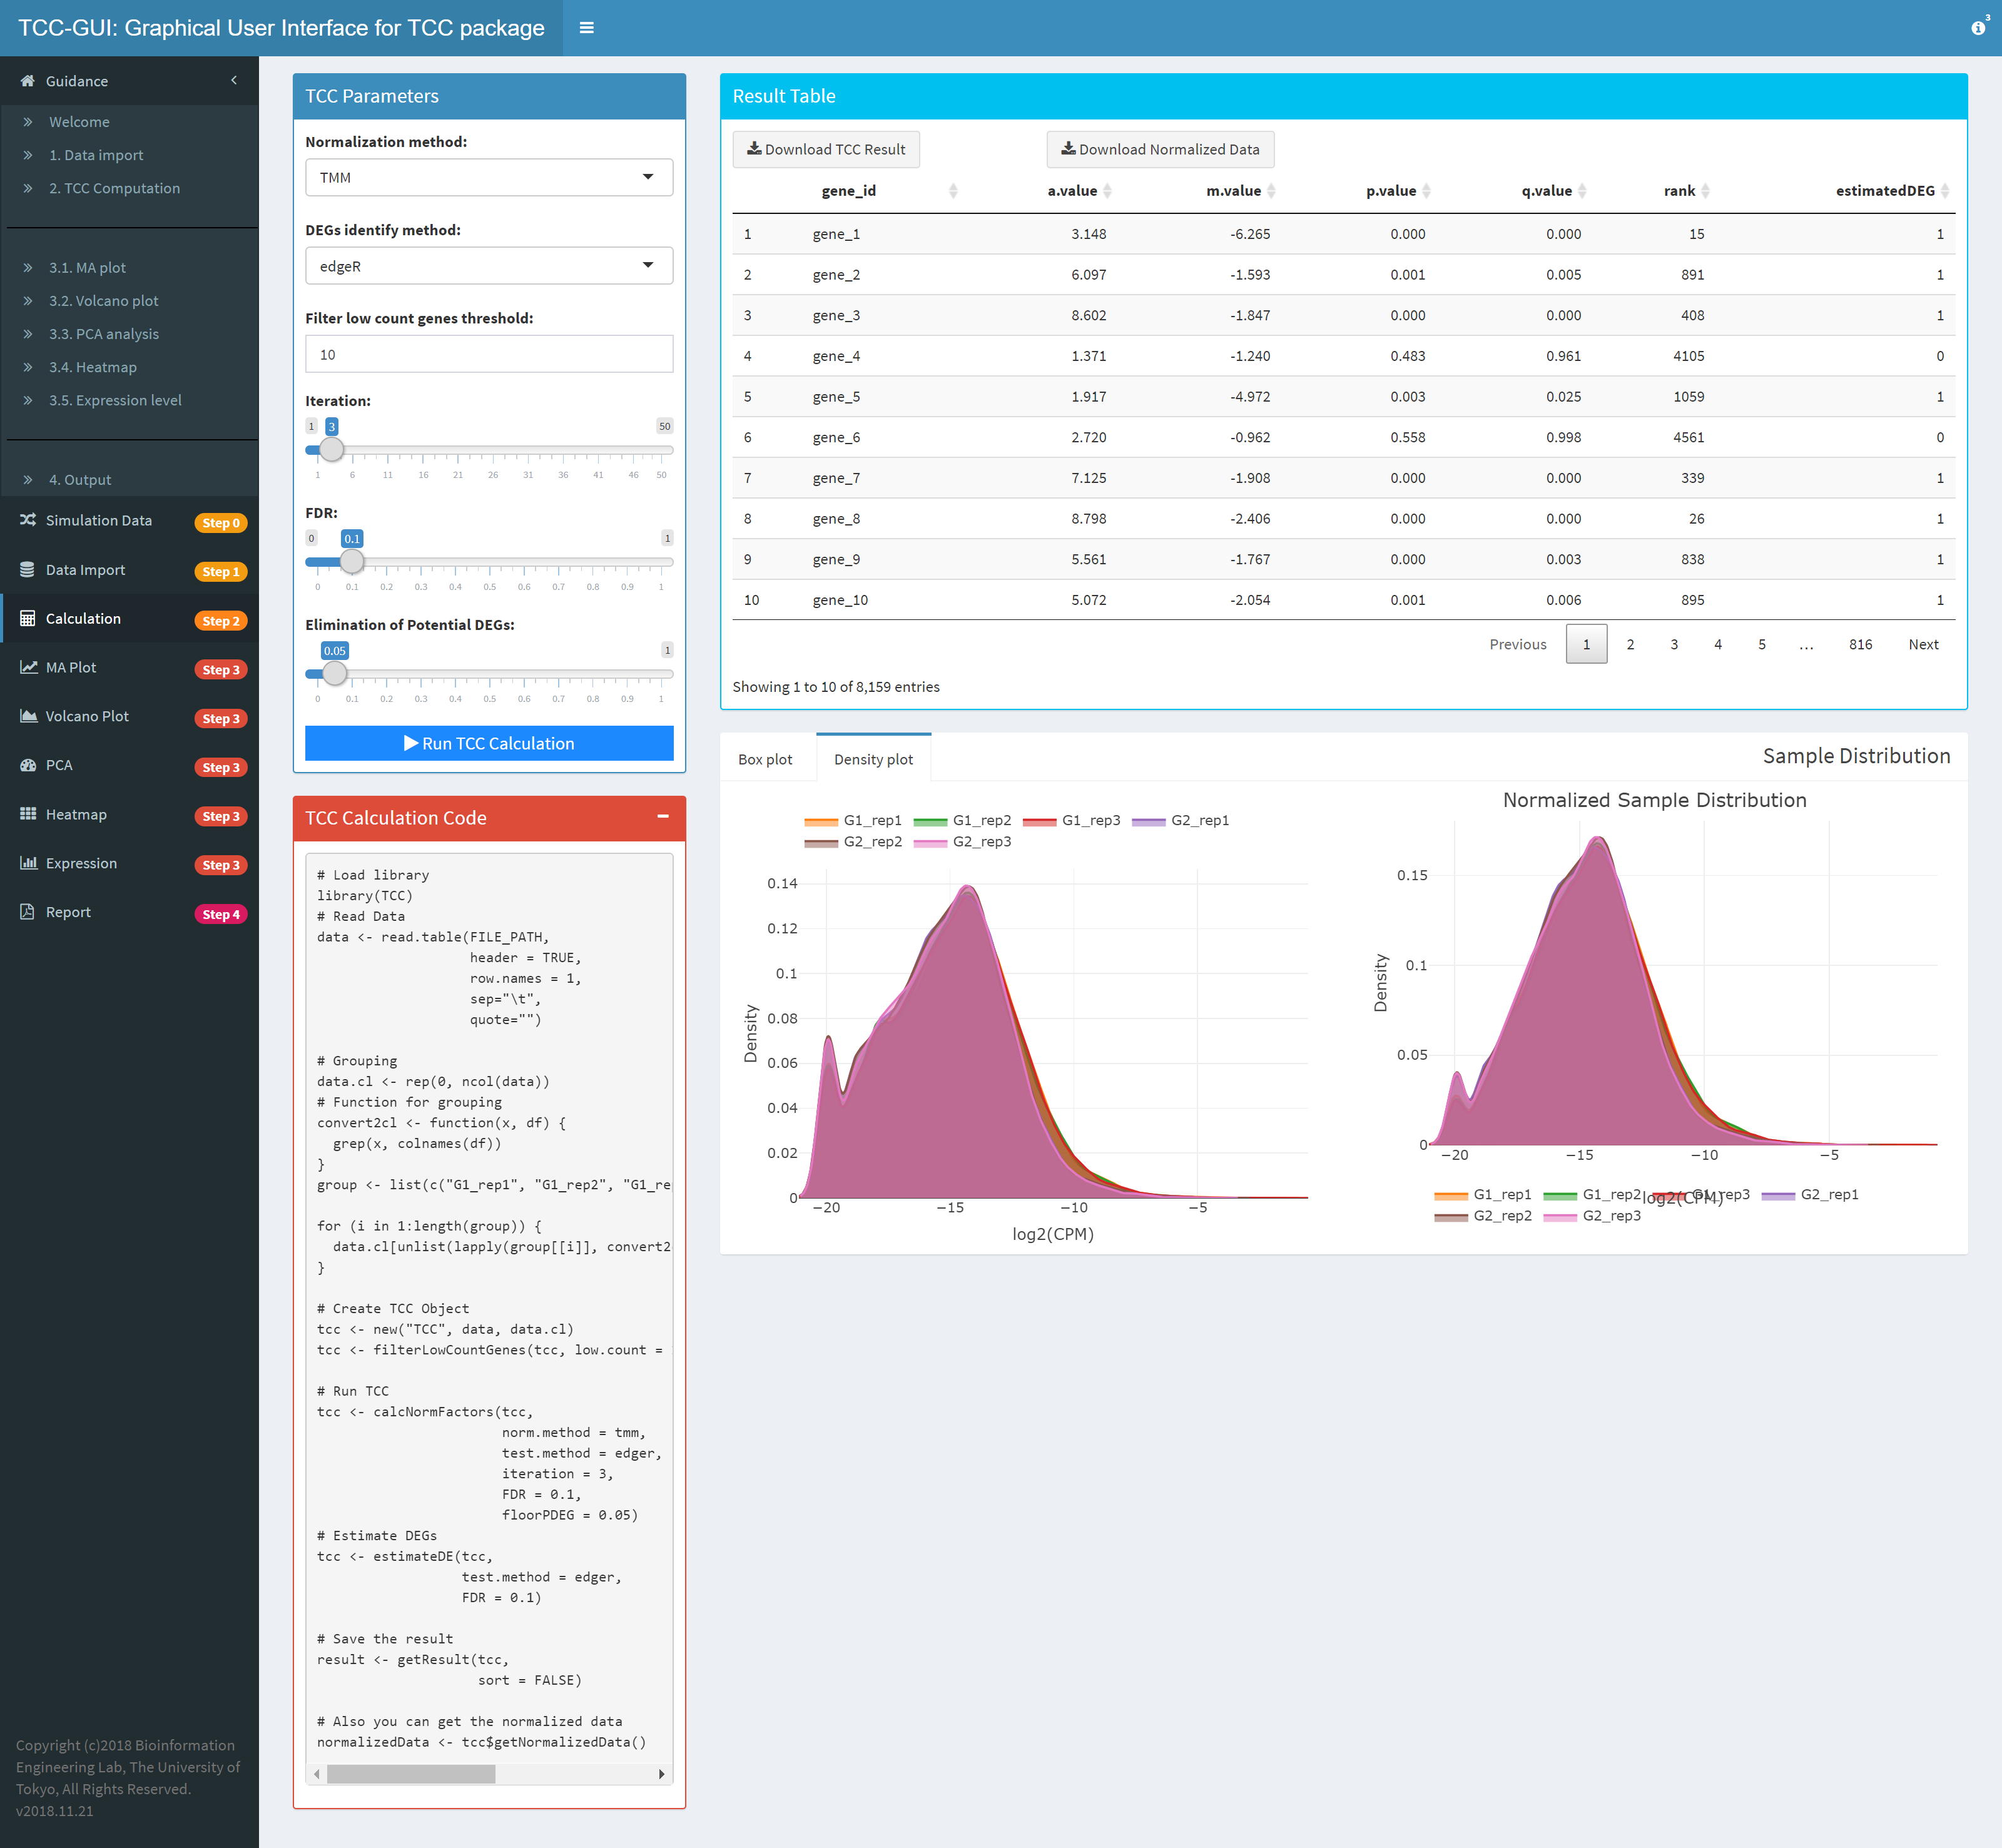 TCC-GUI: Graphical User Interface for TCC package
3
Guidance
Welcome
1. Data import
2. TCC Computation
3.1. MA plot
3.2. Volcano plot
3.3. PCA analysis
3.4. Heatmap
3.5. Expression level
4. Output
Simulation Data Step 0
Data Import Step 1
Calculation Step 2
MA Plot Step 3
Volcano Plot Step 3
PCA Step 3
Heatmap Step 3
Expression Step 3
Report Step 4
Copyright (c)2018 Bioinformation
Engineering Lab, The University of
Tokyo, All Rights Reserved.
v2018.11.21
TCC Parameters
Normalization method:
TMM
DEGs identify method:
edgeR
Filter low count genes threshold:
10
Iteration:
1 3 50
1 6 11 16 21 26 31 36 41 46 50
FDR:
0 0.1 1
0 0.1 0.2 0.3 0.4 0.5 0.6 0.7 0.8 0.9 1
Elimination of Potential DEGs:
0.05 1
0 0.1 0.2 0.3 0.4 0.5 0.6 0.7 0.8 0.9 1
Run TCC Calculation
TCC Calculation Code
# Load library
library(TCC)
# Read Data
data <- read.table(FILE_PATH,
header = TRUE,
row.names = 1,
sep="\t",
quote="")
# Grouping
data.cl <- rep(0, ncol(data))
# Function for grouping
convert2cl <- function(x, df) {
grep(x, colnames(df))
}
group <- list(c("G1_rep1", "G1_rep2", "G1_re
for (i in 1:length(group)) {
data.cl[unlist(lapply(group[[i]], convert2
}
# Create TCC Object
tcc <- new("TCC", data, data.cl)
tcc <- filterLowCountGenes(tcc, low.count =
# Run TCC
tcc <- calcNormFactors(tcc,
norm.method = tmm,
test.method = edger,
iteration = 3,
FDR = 0.1,
floorPDEG = 0.05)
# Estimate DEGs
tcc <- estimateDE(tcc,
test.method = edger,
FDR = 0.1)
# Save the result
result <- getResult(tcc,
sort = FALSE)
# Also you can get the normalized data
normalizedData <- tcc$getNormalizedData()
Result Table
Download TCC Result Download Normalized Data
gene_id a.value m.value p.value q.value rank estimatedDEG
1 gene_1 3.148 -6.265 0.000 0.000 15 1
2 gene_2 6.097 -1.593 0.001 0.005 891 1
3 gene_3 8.602 -1.847 0.000 0.000 408 1
4 gene_4 1.371 -1.240 0.483 0.961 4105 0
5 gene_5 1.917 -4.972 0.003 0.025 1059 1
6 gene_6 2.720 -0.962 0.558 0.998 4561 0
7 gene_7 7.125 -1.908 0.000 0.000 339 1
8 gene_8 8.798 -2.406 0.000 0.000 26 1
9 gene_9 5.561 -1.767 0.000 0.003 838 1
10 gene_10 5.072 -2.054 0.001 0.006 895 1
Previous 1 2 3 4 5 … 816 Next
Showing 1 to 10 of 8,159 entries
Box plot Density plot Sample Distribution
G1_rep1 G1_rep2 G1_rep3 G2_rep1
G2_rep2 G2_rep3
0.14
0.12
0.1
0.08
0.06
0.04
0.02
0
Density
−20 −15 −10 −5
log2(CPM)
Normalized Sample Distribution
0.15
0.1
0.05
0
Density
−20 −15 −10 −5
log2(CPM)
G1_rep1 G1_rep2 G1_rep3 G2_rep1
G2_rep2 G2_rep3